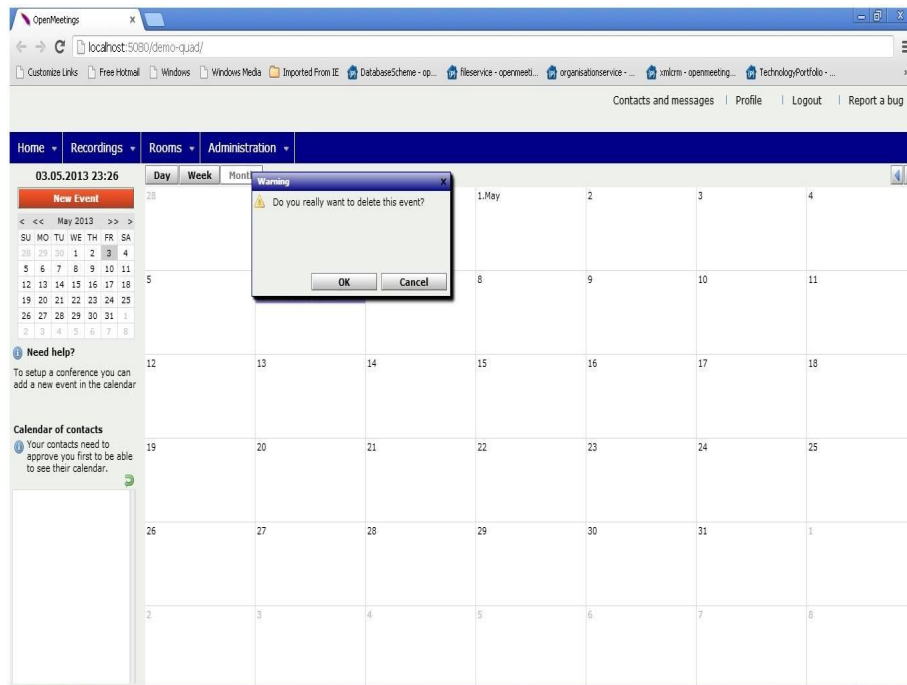 OpenMeetings x
localhost:5080/demo-quad/
Customize Links Free Hotmail Windows Windows Media Imported From IE DatabaseScheme - op... fileservice - openmeeti... organisationservice - ... xmlcrm - openmeeting... TechnologyPortfolio - ...
Contacts and messages | Profile | Logout | Report a bug
Home Recordings Rooms Administration
03.05.2013 23:26
Day Week Month
New Event
< << May 2013 >> >
SU MO TU WE TH FR SA
28 29 30 1 2 3 4
5 6 7 8 9 10 11
12 13 14 15 16 17 18
19 20 21 22 23 24 25
26 27 28 29 30 31 1
2 3 4 5 6 7 8
Need help?
To setup a conference you can
add a new event in the calendar
Calendar of contacts
Your contacts need to
approve you first to be able
to see their calendar.
Warning x
Do you really want to delete this event?
OK Cancel
28 1.May 2 3 4
5 8 9 10 11
12 13 14 15 16 17 18
19 20 21 22 23 24 25
26 27 28 29 30 31 1
2 3 4 5 6 7 8